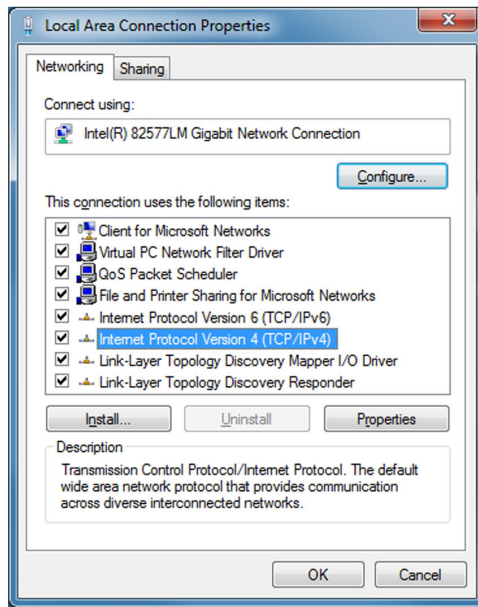 Local Area Connection Properties
Networking
Sharing
Connect using:
Intel(R) 82577LM Gigabit Network Connection
Configure...
This connection uses the following items:
Client for Microsoft Networks
Virtual PC Network Filter Driver
QoS Packet Scheduler
File and Printer Sharing for Microsoft Networks
Internet Protocol Version 6 (TCP/IPv6)
Internet Protocol Version 4 (TCP/IPv4)
Link-Layer Topology Discovery Mapper I/O Driver
Link-Layer Topology Discovery Responder
Install...
Uninstall
Properties
Description
Transmission Control Protocol/Internet Protocol. The default
wide area network protocol that provides communication
across diverse interconnected networks.
OK
Cancel